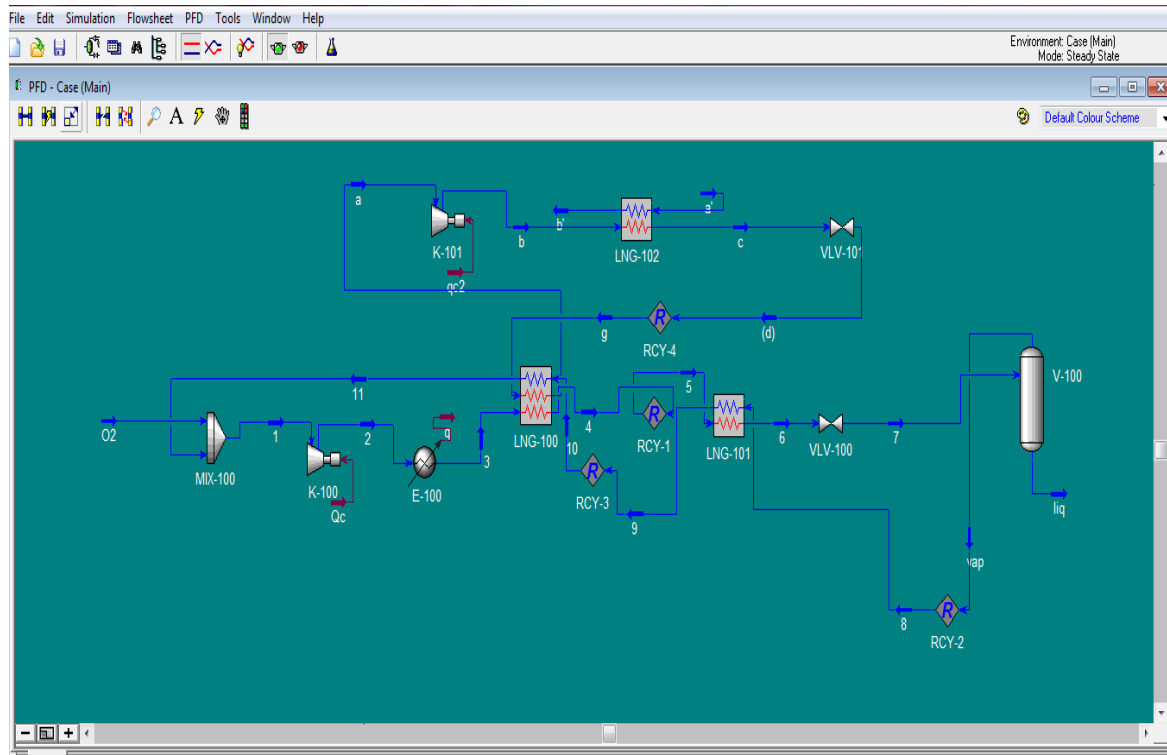 File Edit Simulation Flowsheet PFD Tools Window Help
Environment: Case (Main)
Mode: Steady State
PFD - Case (Main)
A
Default Colour Scheme
a
K-101
qc2
b
b'
a'
LNG-102
c
VLV-101
g
R
RCY-4
(d)
11
O2
MIX-100
1
K-100
Qc
2
E-100
q
3
LNG-100
10
4
R
RCY-1
5
R
RCY-3
9
LNG-101
6
VLV-100
7
V-100
liq
vap
8
R
RCY-2